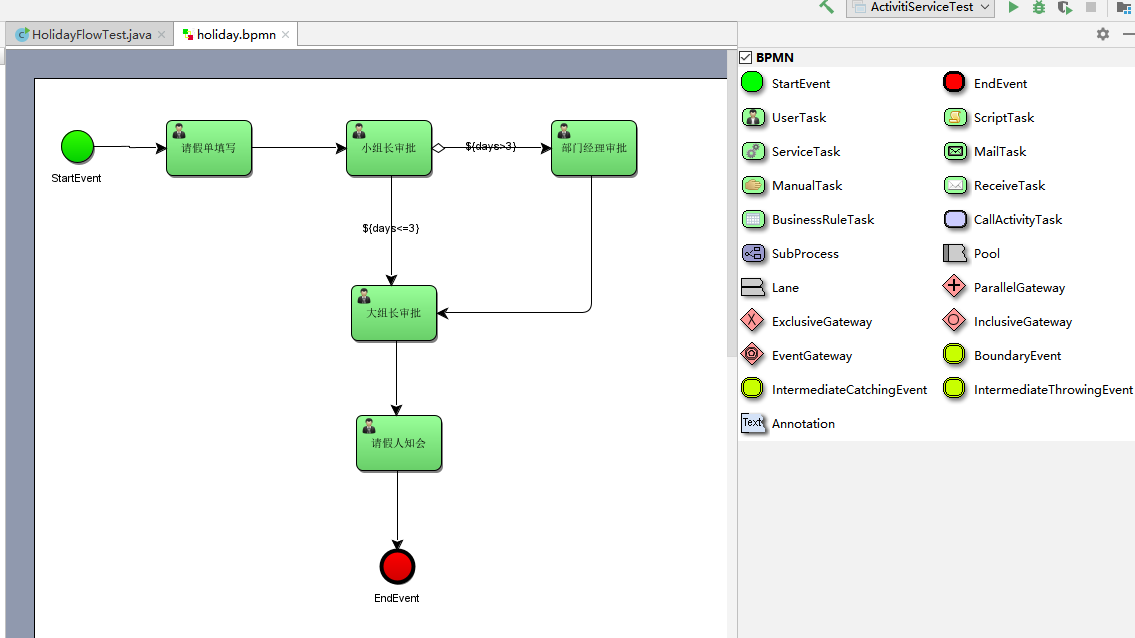 ActivitiServiceTest
HolidayFlowTest.java
holiday.bpmn
StartEvent
请假单填写
小组长审批
${days>3}
部门经理审批
${days<=3}
大组长审批
请假人知会
EndEvent
BPMN
StartEvent
EndEvent
UserTask
ScriptTask
ServiceTask
MailTask
ManualTask
ReceiveTask
BusinessRuleTask
CallActivityTask
SubProcess
Pool
Lane
ParallelGateway
ExclusiveGateway
InclusiveGateway
EventGateway
BoundaryEvent
IntermediateCatchingEvent
IntermediateThrowingEvent
Text
Annotation